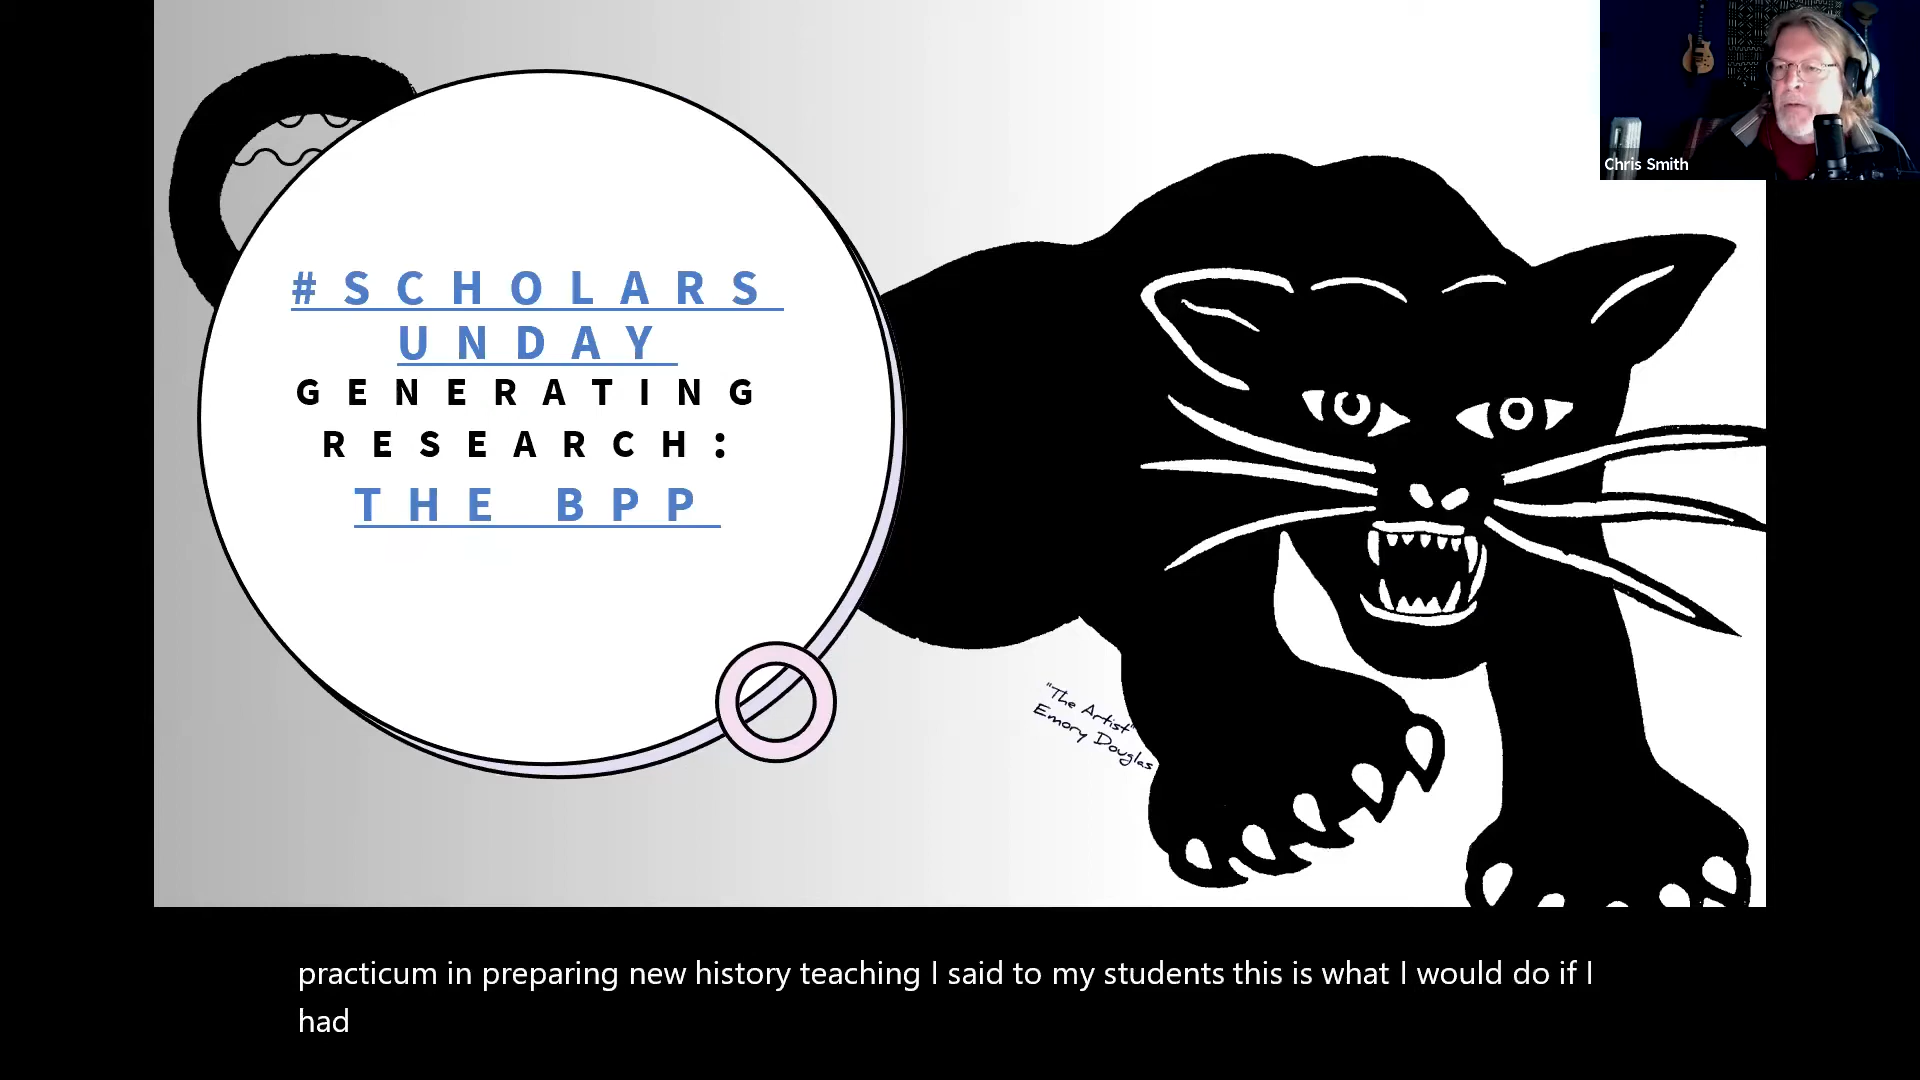 #SCHOLARS
UNDAY
GENERATING
RESEARCH:
THE BPP
Chris Smith
"The Artist"
Emory Douglas
practicum in preparing new history teaching I said to my students this is what I would do if I
had